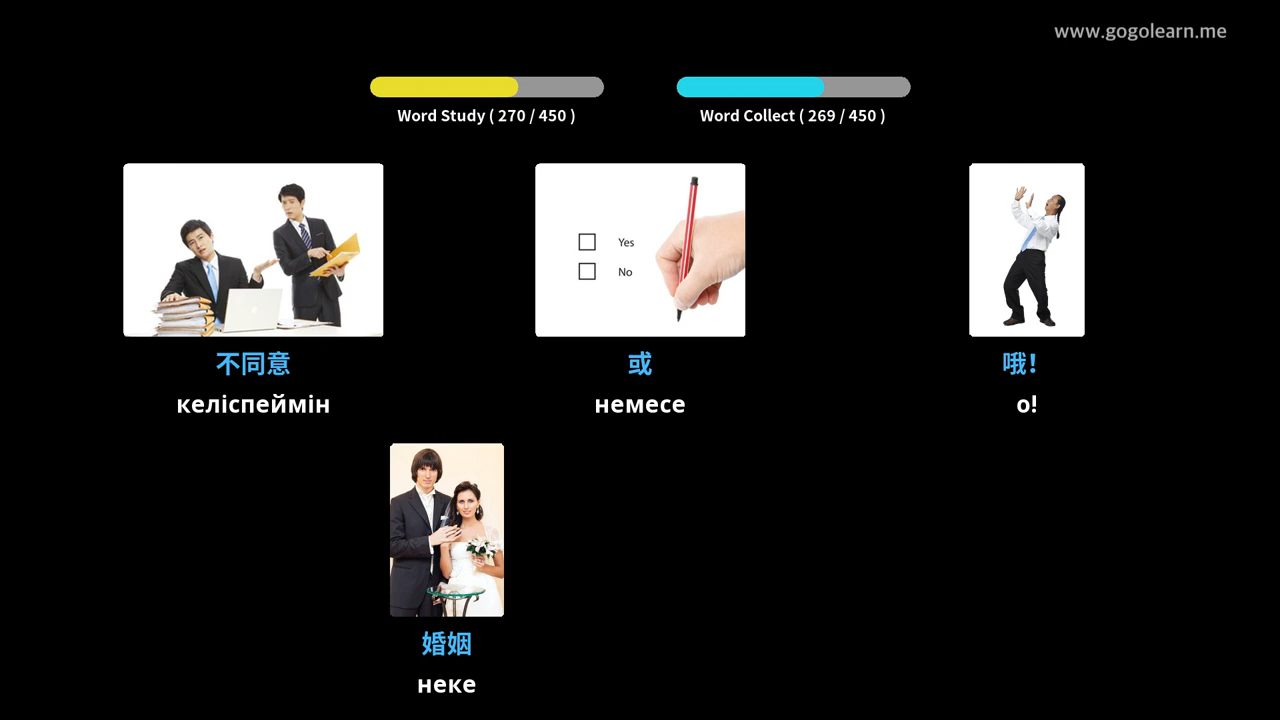 www.gogolearn.me
Word Study ( 270 / 450 )
Word Collect ( 269 / 450 )
Yes
No
不同意
或
哦!
келіспеймін
немесе
о!
婚姻
неке